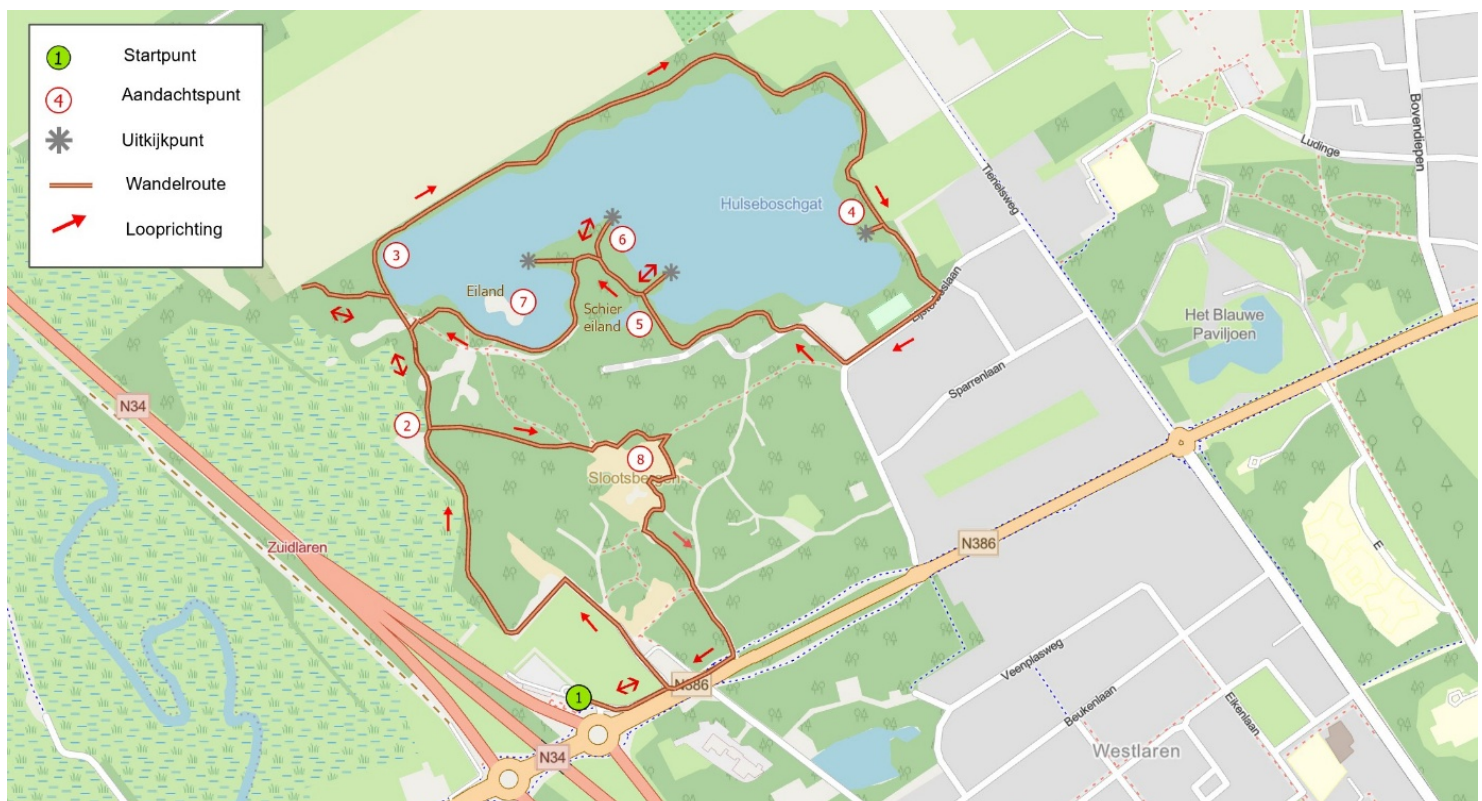 1 Startpunt
4 Aandachtspunt
Uitkijkpunt
Wandelroute
Looprichting
Bovendiepen
Ludinge
Tienelsweg
Hulseboschgat
4
6
3
Eiland
7
Schier
eiland
5
Het Blauwe
Paviljoen
Sparrenlaan
N34
2
8
Slootsbergen
Zuidlaren
N386
E
Veenplasweg
N386
1
Beukenlaan
Eikenlaan
Westlaren
N34